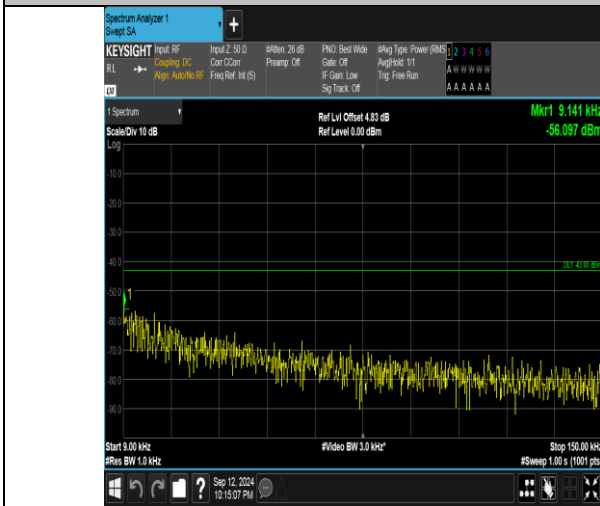 Spectrum Analyzer 1
Swept SA
+
KEYSIGHT Input: RF Input Z: 50 Ω #Atten: 26 dB PNO: Best Wide #Avg Type: Power (RMS 1 2 3 4 5 6
RL Coupling: DC Corr CCorr Preamp: Off Gate: Off Avg|Hold: 1/1 A W W W W W
Align: Auto/No RF Freq Ref: Int (S) IF Gain: Low Trig: Free Run
Sig Track: Off A A A A A A
1 Spectrum Ref Lvl Offset 4.83 dB Mkr1 9.141 kHz
Scale/Div 10 dB Ref Level 0.00 dBm -56.097 dBm
Log
-10.0
-20.0
-30.0
-40.0
DL1 -43.00 dBm
-50.0
1
-60.0
-70.0
-80.0
-90.0
Start 9.00 kHz #Video BW 3.0 kHz* Stop 150.00 kHz
#Res BW 1.0 kHz #Sweep 1.00 s (1001 pts
? Sep 12, 2024
10:15:07 PM